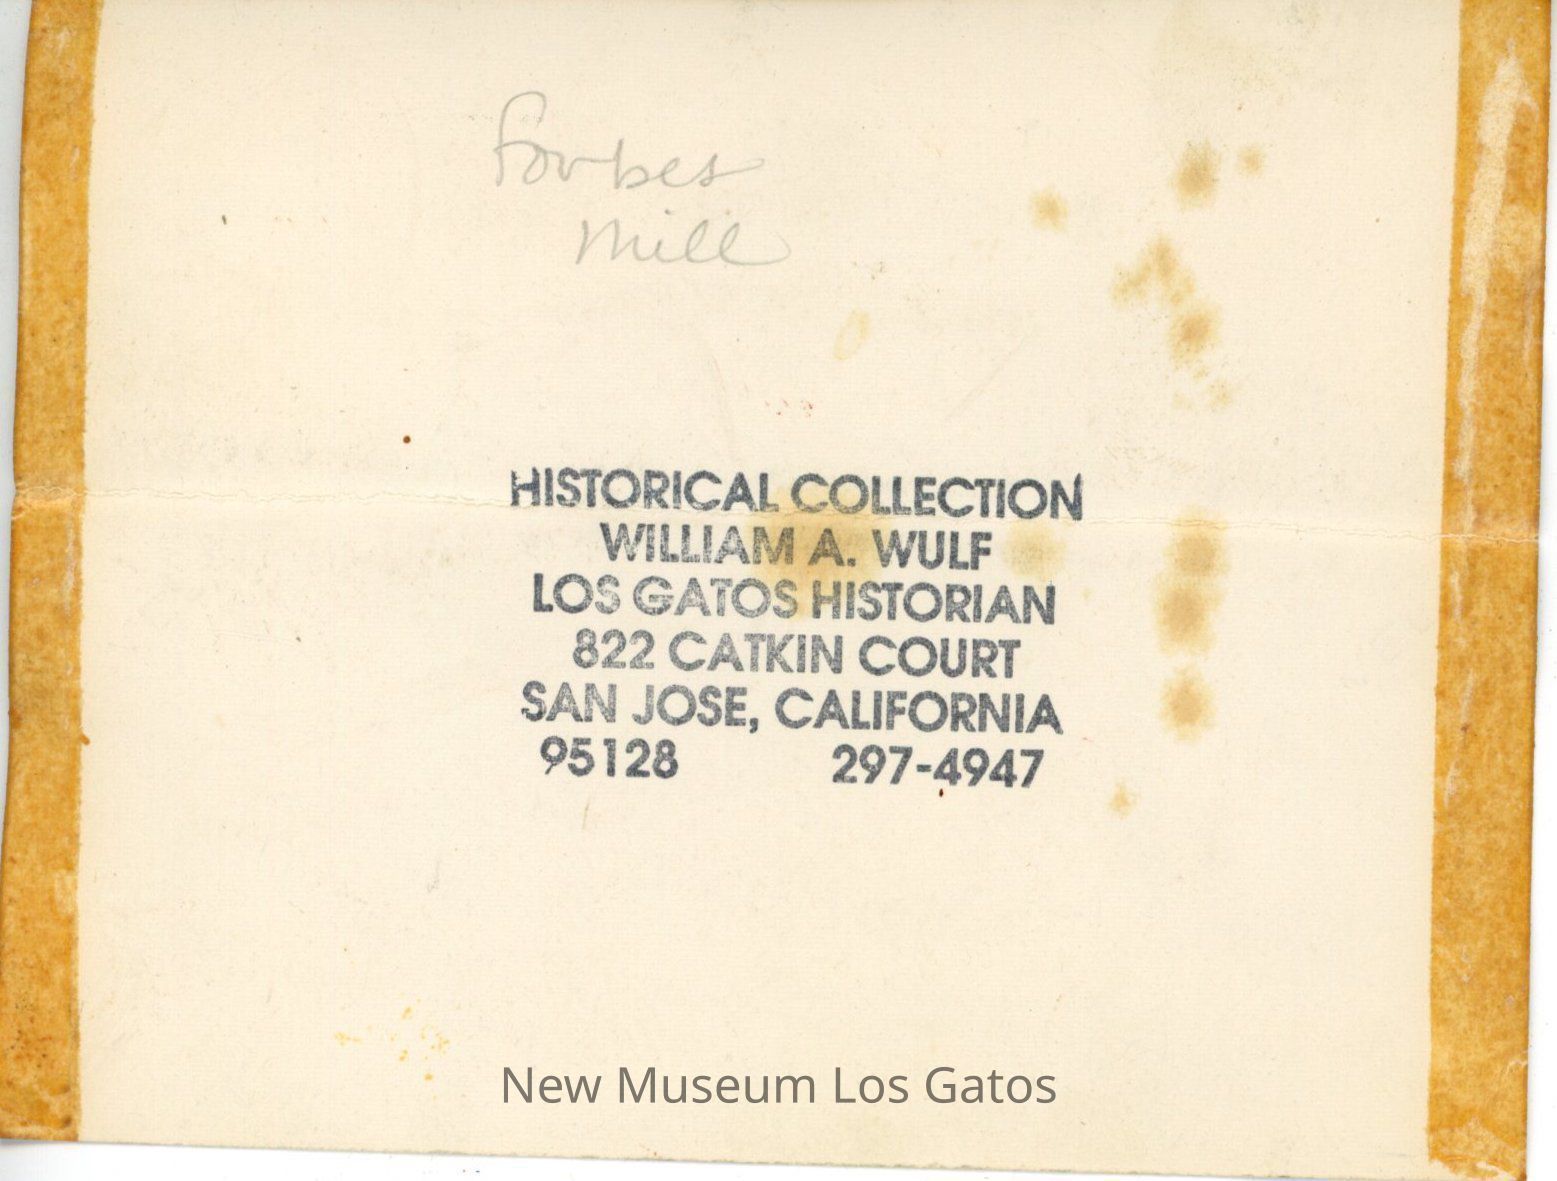 Forbes
Mill
HISTORICAL COLLECTION
WILLIAM A. WULF
LOS GATOS HISTORIAN
822 CATKIN COURT
SAN JOSE, CALIFORNIA
95128 297-4947
New Museum Los Gatos